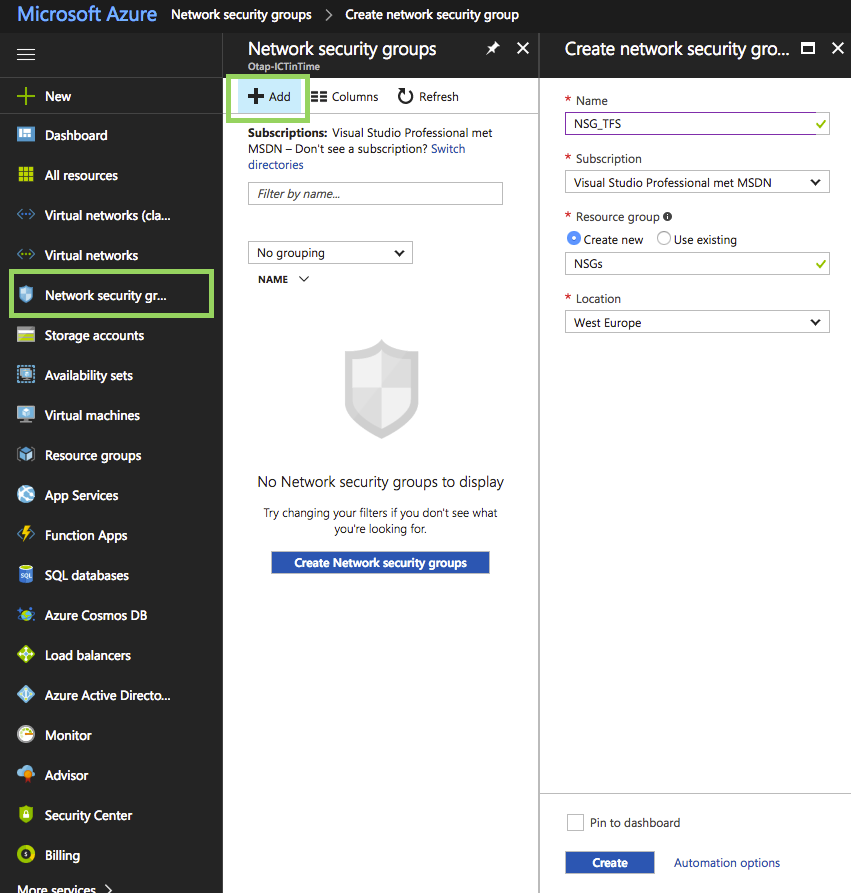 Microsoft Azure Network security groups > Create network security group
New
Dashboard
All resources
Virtual networks (cla...
Virtual networks
Network security gr...
Storage accounts
Availability sets
Virtual machines
Resource groups
App Services
Function Apps
SQL databases
Azure Cosmos DB
Load balancers
Azure Active Directo...
Monitor
Advisor
Security Center
Billing
More services >
Network security groups
Otap-ICTinTime
Add Columns Refresh
Subscriptions: Visual Studio Professional met
MSDN – Don't see a subscription? Switch
directories
Filter by name...
No grouping
NAME
No Network security groups to display
Try changing your filters if you don't see what
you're looking for.
Create Network security groups
Create network security gro...
* Name
NSG_TFS
* Subscription
Visual Studio Professional met MSDN
* Resource group
Create new Use existing
NSGs
* Location
West Europe
Pin to dashboard
Create Automation options